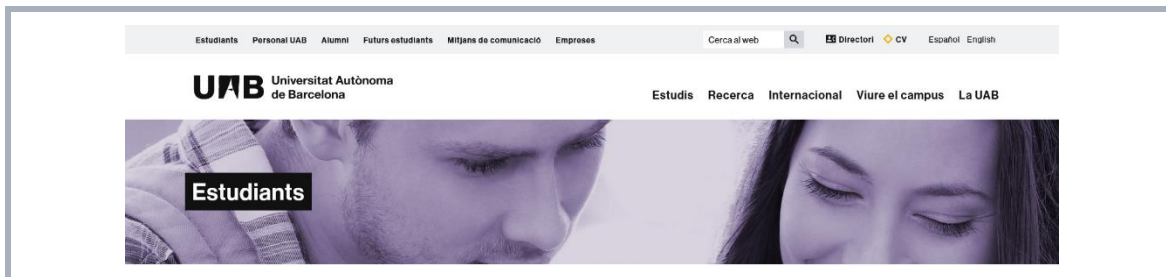 Estudiants Personal UAB Alumni Futurs estudiants Mitjans de comunicació Empreses Cerca al web Directori CV Español English
UAB Universitat Autònoma
de Barcelona
Estudis Recerca Internacional Viure el campus La UAB
Estudiants